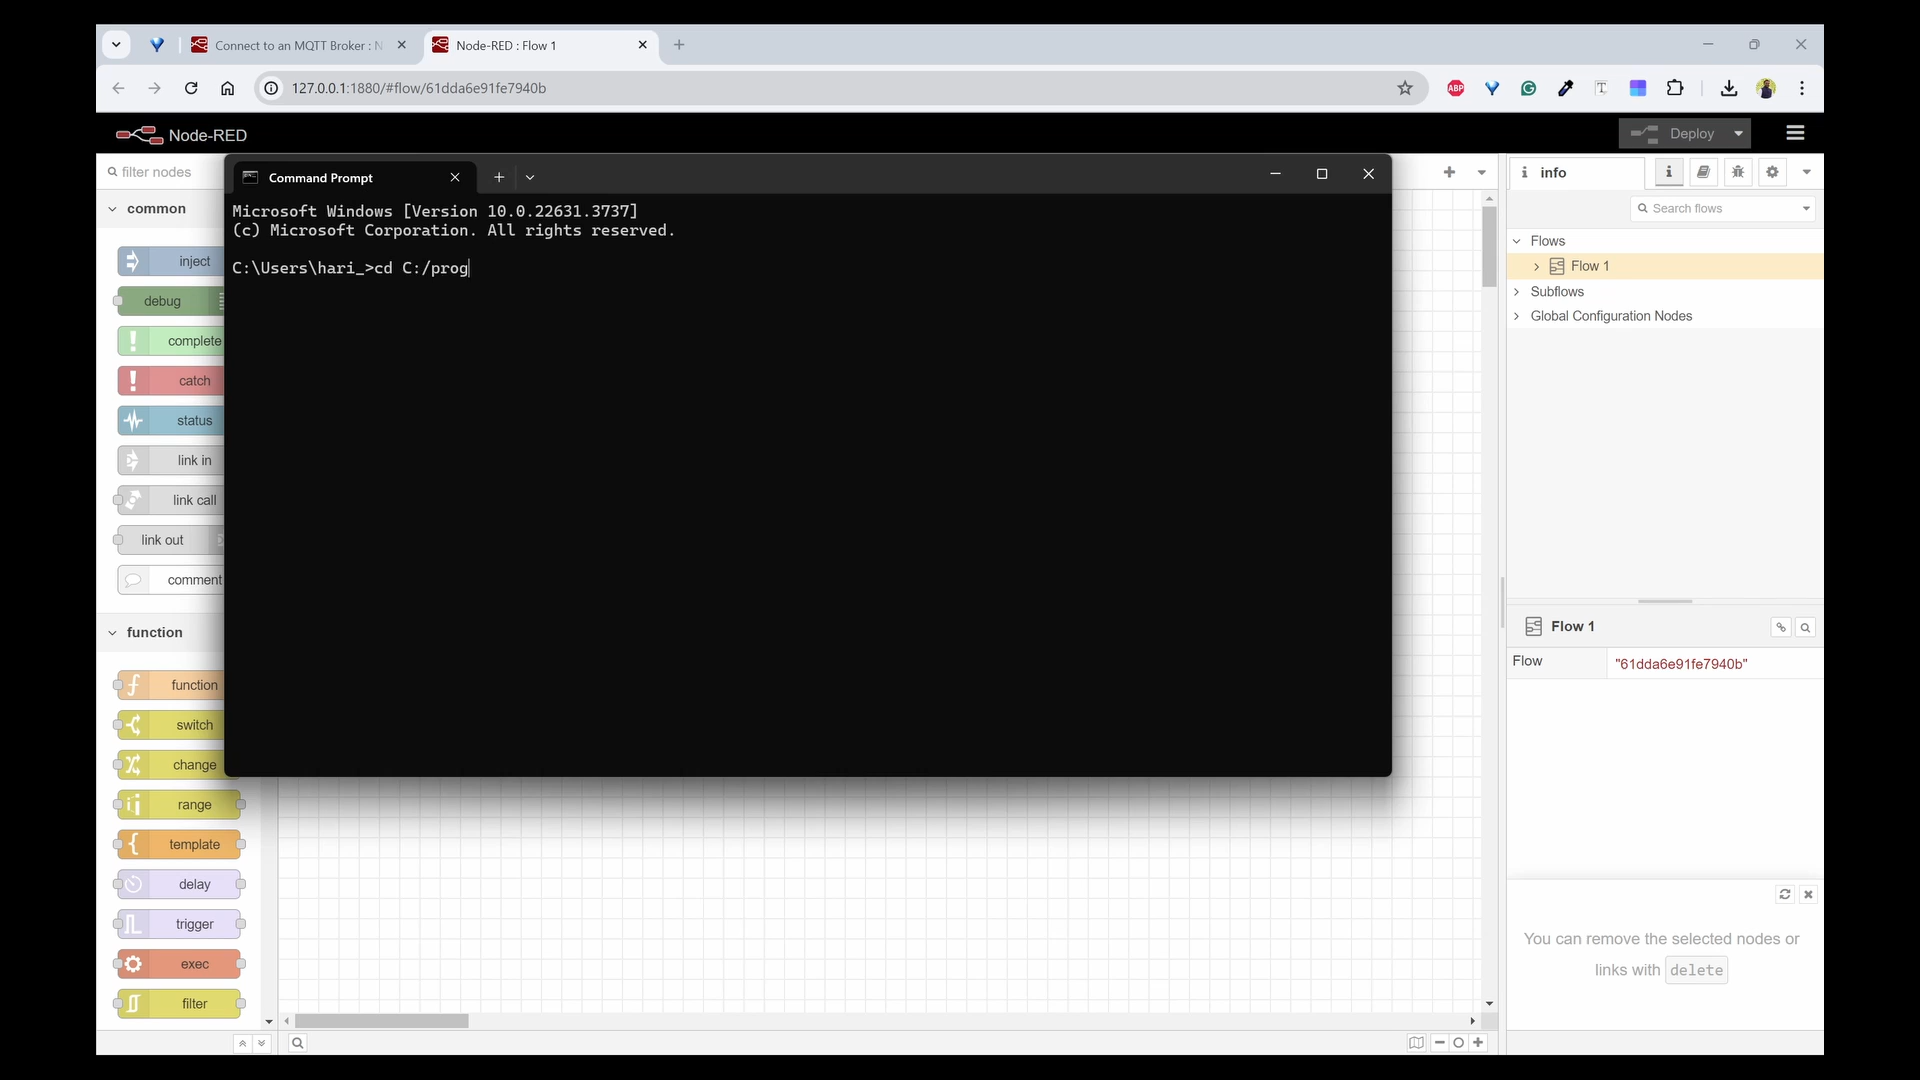 Connect to an MQTT Broker : N
Node-RED : Flow 1
127.0.0.1:1880/#flow/61dda6e91fe7940b
ABP
Node-RED
Deploy
filter nodes
Command Prompt
info
Search flows
Microsoft Windows [Version 10.0.22631.3737]
(c) Microsoft Corporation. All rights reserved.
C:\Users\hari_>cd C:/prog
common
inject
debug
complete
catch
status
link in
link call
link out
comment
function
function
switch
change
range
template
delay
trigger
exec
filter
Flows
Flow 1
Subflows
Global Configuration Nodes
Flow 1
Flow
"61dda6e91fe7940b"
You can remove the selected nodes or
links with delete